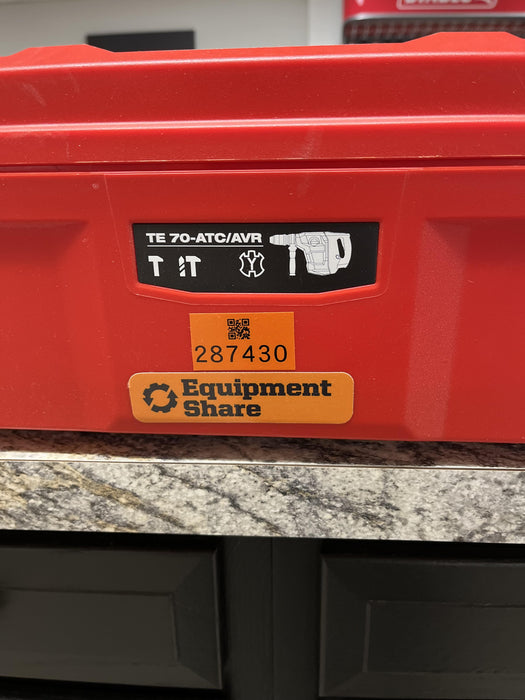 TE 70-ATC/AVR
287430
Equipment
Share